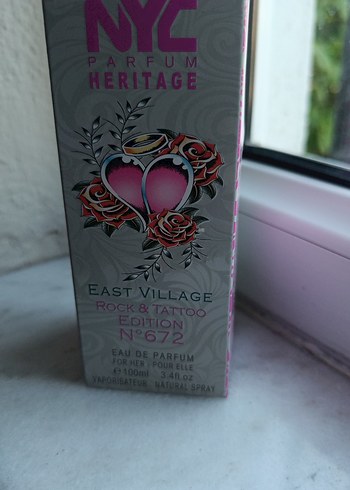 NYC
PARFUM
HERITAGE
EAST VILLAGE
ROCK & TATTOO
EDITION
N°672
EAU DE PARFUM
FOR HER · POUR ELLE
℮ 100ml 3.4fl.oz
VAPORISATEUR NATURAL SPRAY